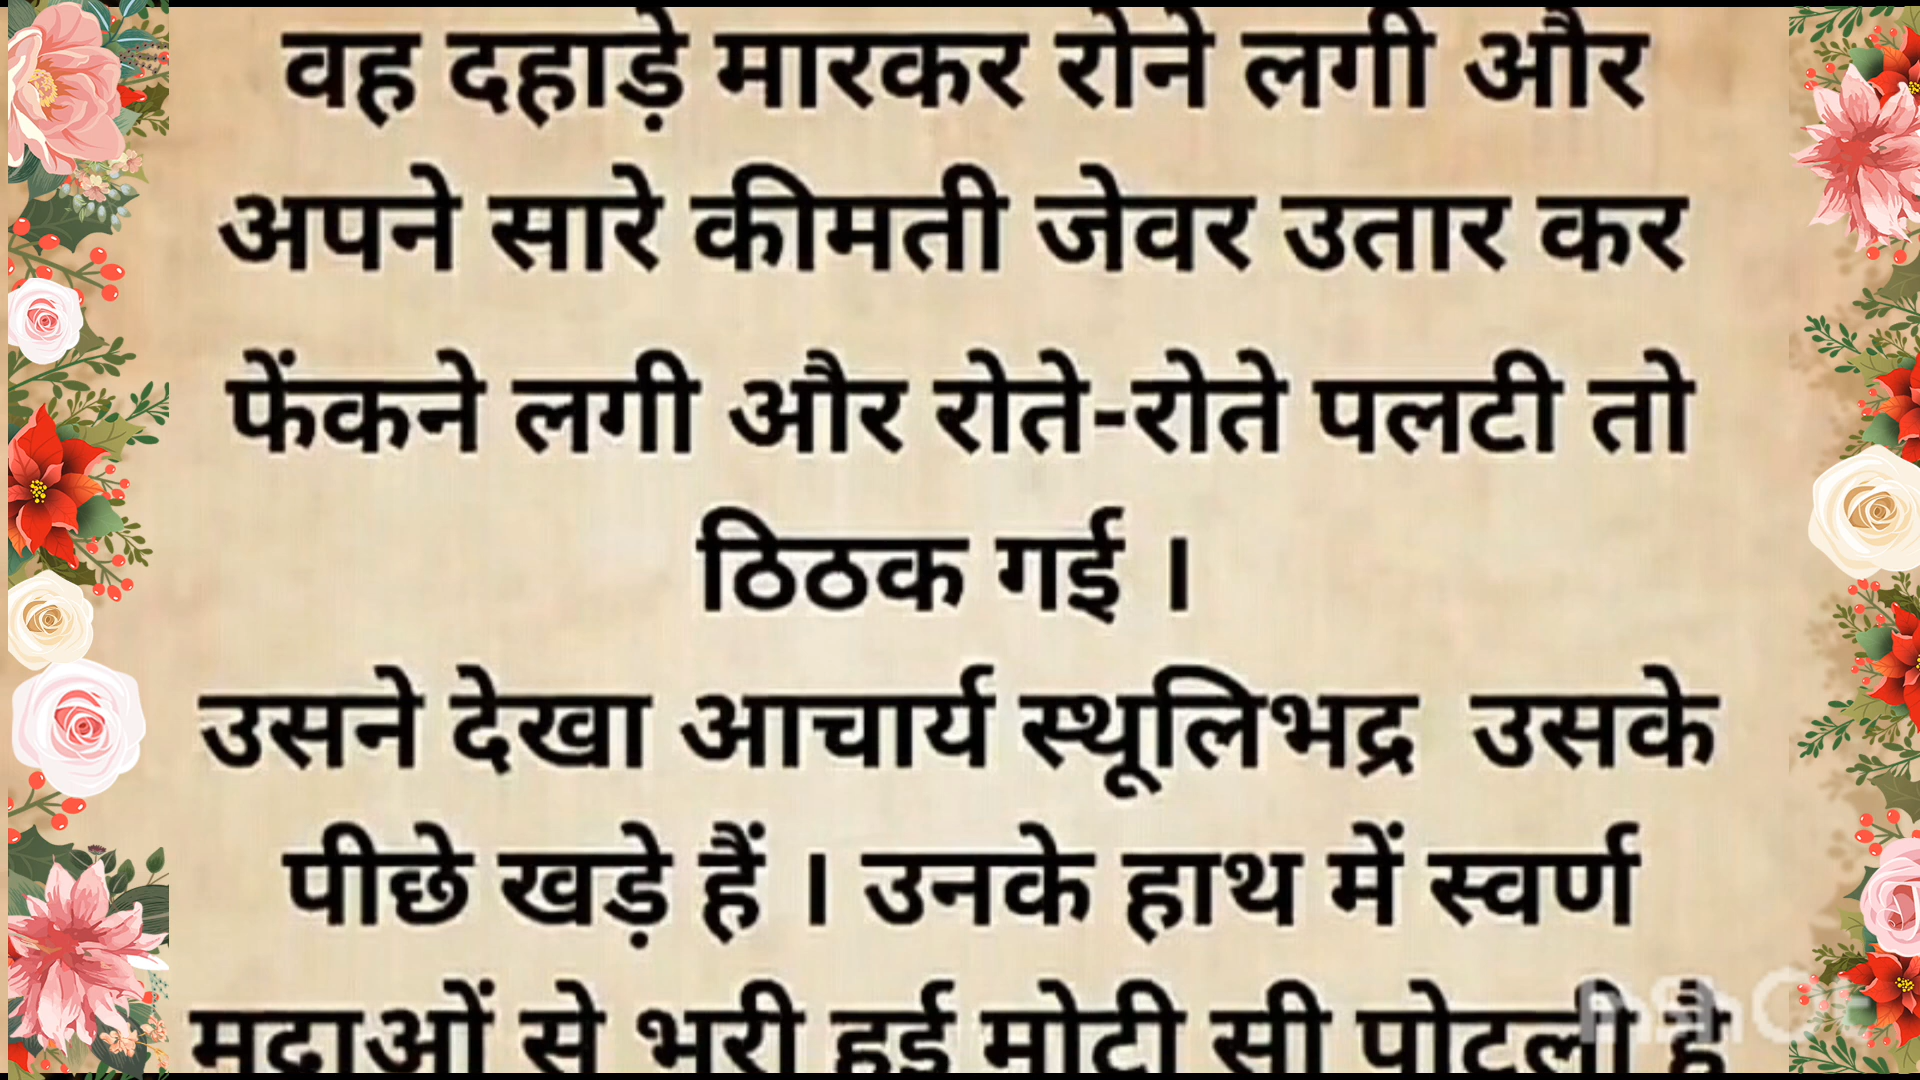 वह दहाड़े मारकर रोने लगी और
अपने सारे कीमती जेवर उतार कर
फेंकने लगी और रोते-रोते पलटी तो
ठिठक गई ।
उसने देखा आचार्य स्थूलिभद्र उसके
पीछे खड़े हैं । उनके हाथ में स्वर्ण
मुद्राओं से भरी हुई मोटी सी पोटली है
InShOt